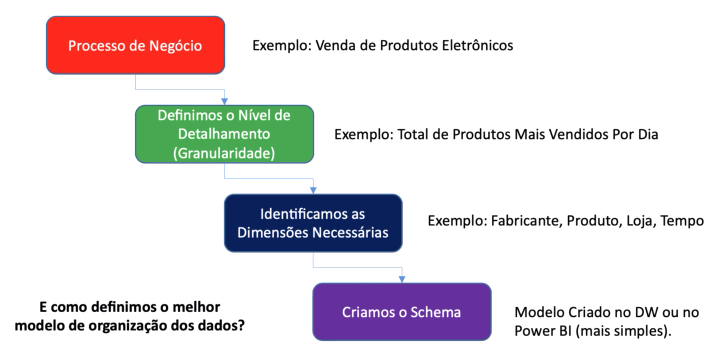 Processo de Negócio
Exemplo: Venda de Produtos Eletrônicos
Definimos o Nível de
Detalhamento
(Granularidade)
Exemplo: Total de Produtos Mais Vendidos Por Dia
Identificamos as
Dimensões Necessárias
Exemplo: Fabricante, Produto, Loja, Tempo
E como definimos o melhor
modelo de organização dos dados?
Criamos o Schema
Modelo Criado no DW ou no
Power BI (mais simples).